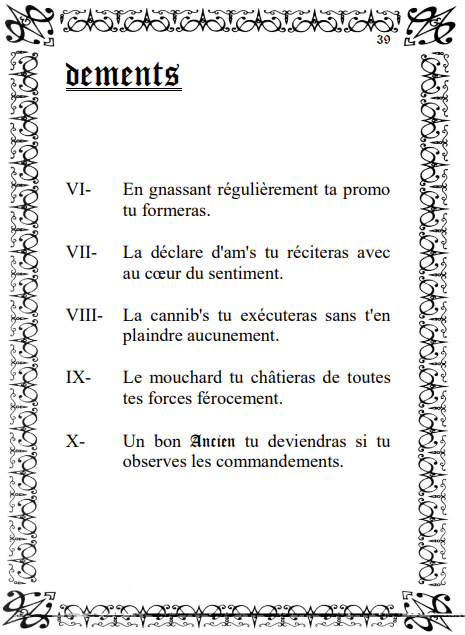 39
dements
VI- En gnassant régulièrement ta promo
tu formeras.
VII- La déclare d'am's tu réciteras avec
au cœur du sentiment.
VIII- La cannib's tu exécuteras sans t'en
plaindre aucunement.
IX- Le mouchard tu châtieras de toutes
tes forces férocement.
X- Un bon Ancien tu deviendras si tu
observes les commandements.